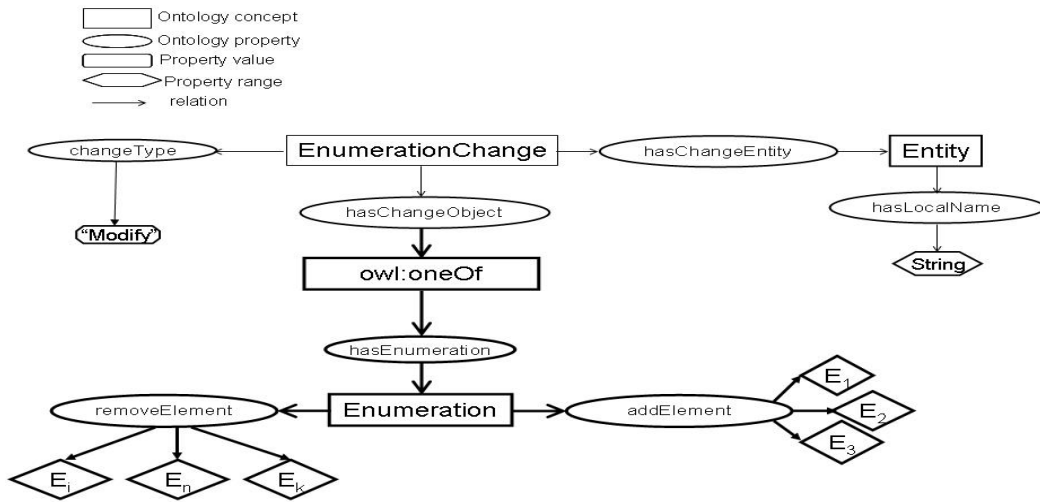 Ontology concept
Ontology property
Property value
Property range
relation
changeType
EnumerationChange
hasChangeEntity
Entity
hasChangeObject
hasLocalName
“Modify”
owl:oneOf
String
hasEnumeration
removeElement
Enumeration
addElement
E1
E2
E3
Ei
En
Ek